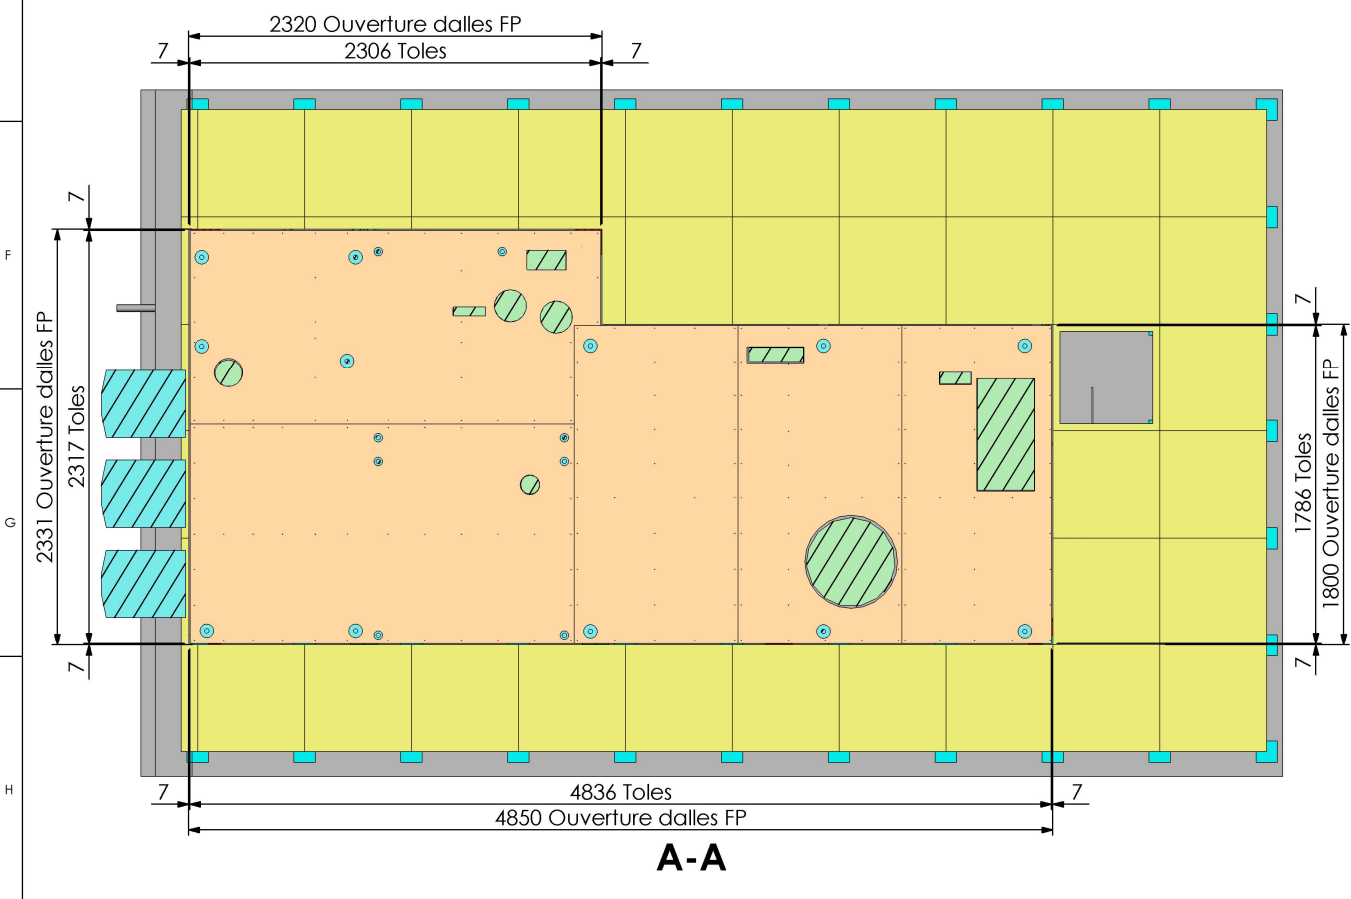 2320 Ouverture dalles FP
7
2306 Toles
7
7
F
7
2331 Ouverture dalles FP
2317 Toles
1786 Toles
1800 Ouverture dalles FP
G
7
7
H
7
4836 Toles
7
4850 Ouverture dalles FP
A-A